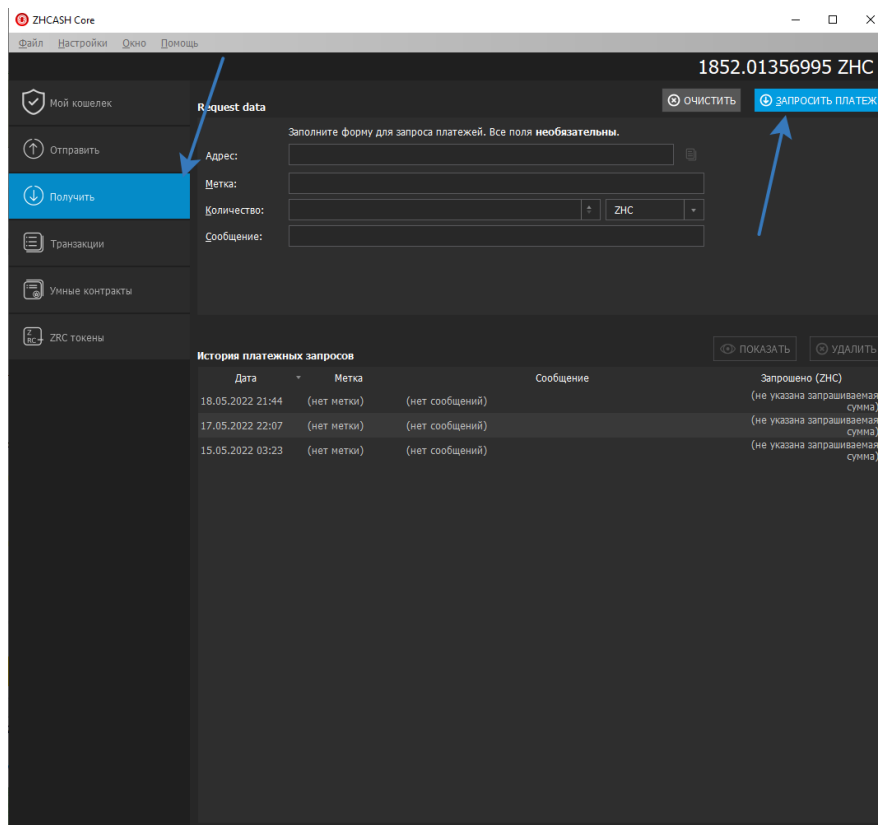 ZHCASH Core
Файл Настройки Окно Помощь
1852.01356995 ZHC
Мой кошелек
Отправить
Получить
Транзакции
Умные контракты
Z RC ZRC токены
Request data
ОЧИСТИТЬ ЗАПРОСИТЬ ПЛАТЕЖ
Заполните форму для запроса платежей. Все поля необязательны.
Адрес:
Метка:
Количество: ZHC
Сообщение:
История платежных запросов
ПОКАЗАТЬ УДАЛИТЬ
Дата Метка Сообщение Запрошено (ZHC)
18.05.2022 21:44 (нет метки) (нет сообщений) (не указана запрашиваемая сумма)
17.05.2022 22:07 (нет метки) (нет сообщений) (не указана запрашиваемая сумма)
15.05.2022 03:23 (нет метки) (нет сообщений) (не указана запрашиваемая сумма)